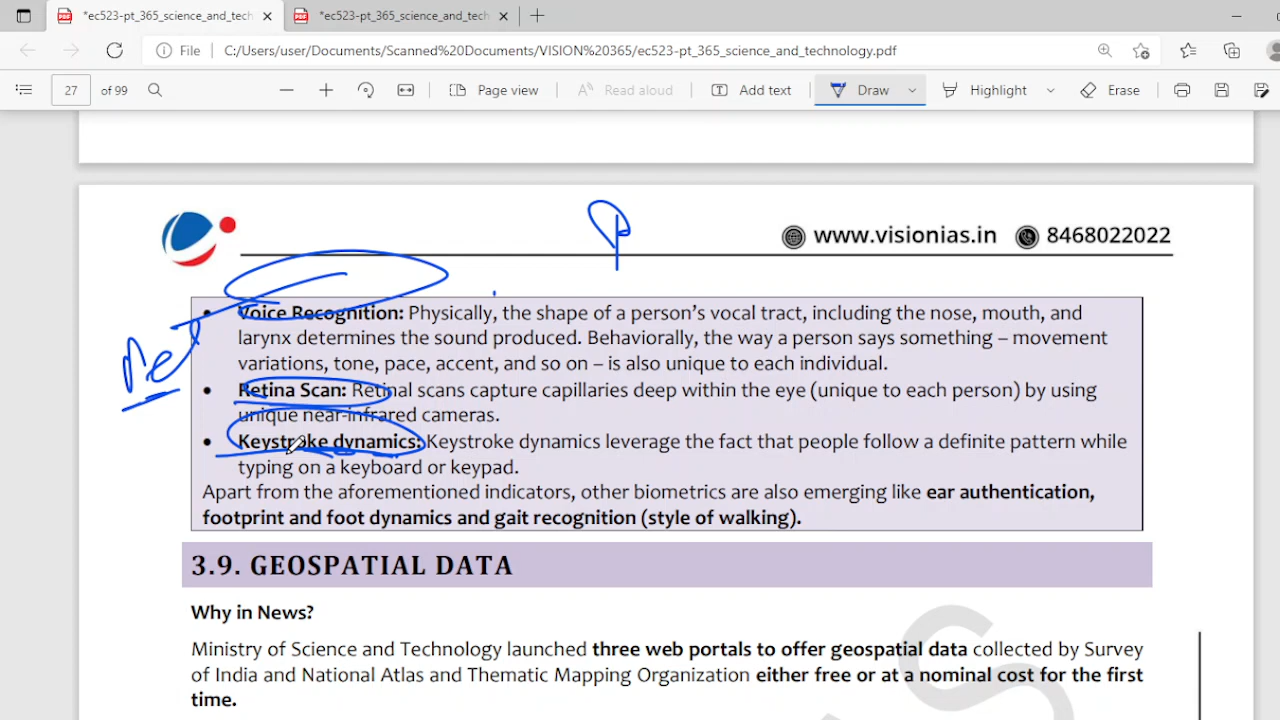 *ec523-pt_365_science_and_tech
*ec523-pt_365_science_and_tech
File
C:/Users/user/Documents/Scanned%20Documents/VISION%20365/ec523-pt_365_science_and_technology.pdf
27 of 99
Page view
Read aloud
Add text
Draw
Highlight
Erase
www.visionias.in
8468022022
• Voice Recognition: Physically, the shape of a person's vocal tract, including the nose, mouth, and
larynx determines the sound produced. Behaviorally, the way a person says something – movement
variations, tone, pace, accent, and so on – is also unique to each individual.
• Retina Scan: Retinal scans capture capillaries deep within the eye (unique to each person) by using
unique near-infrared cameras.
• Keystroke dynamics: Keystroke dynamics leverage the fact that people follow a definite pattern while
typing on a keyboard or keypad.
Apart from the aforementioned indicators, other biometrics are also emerging like ear authentication,
footprint and foot dynamics and gait recognition (style of walking).
3.9. GEOSPATIAL DATA
Why in News?
Ministry of Science and Technology launched three web portals to offer geospatial data collected by Survey
of India and National Atlas and Thematic Mapping Organization either free or at a nominal cost for the first
time.